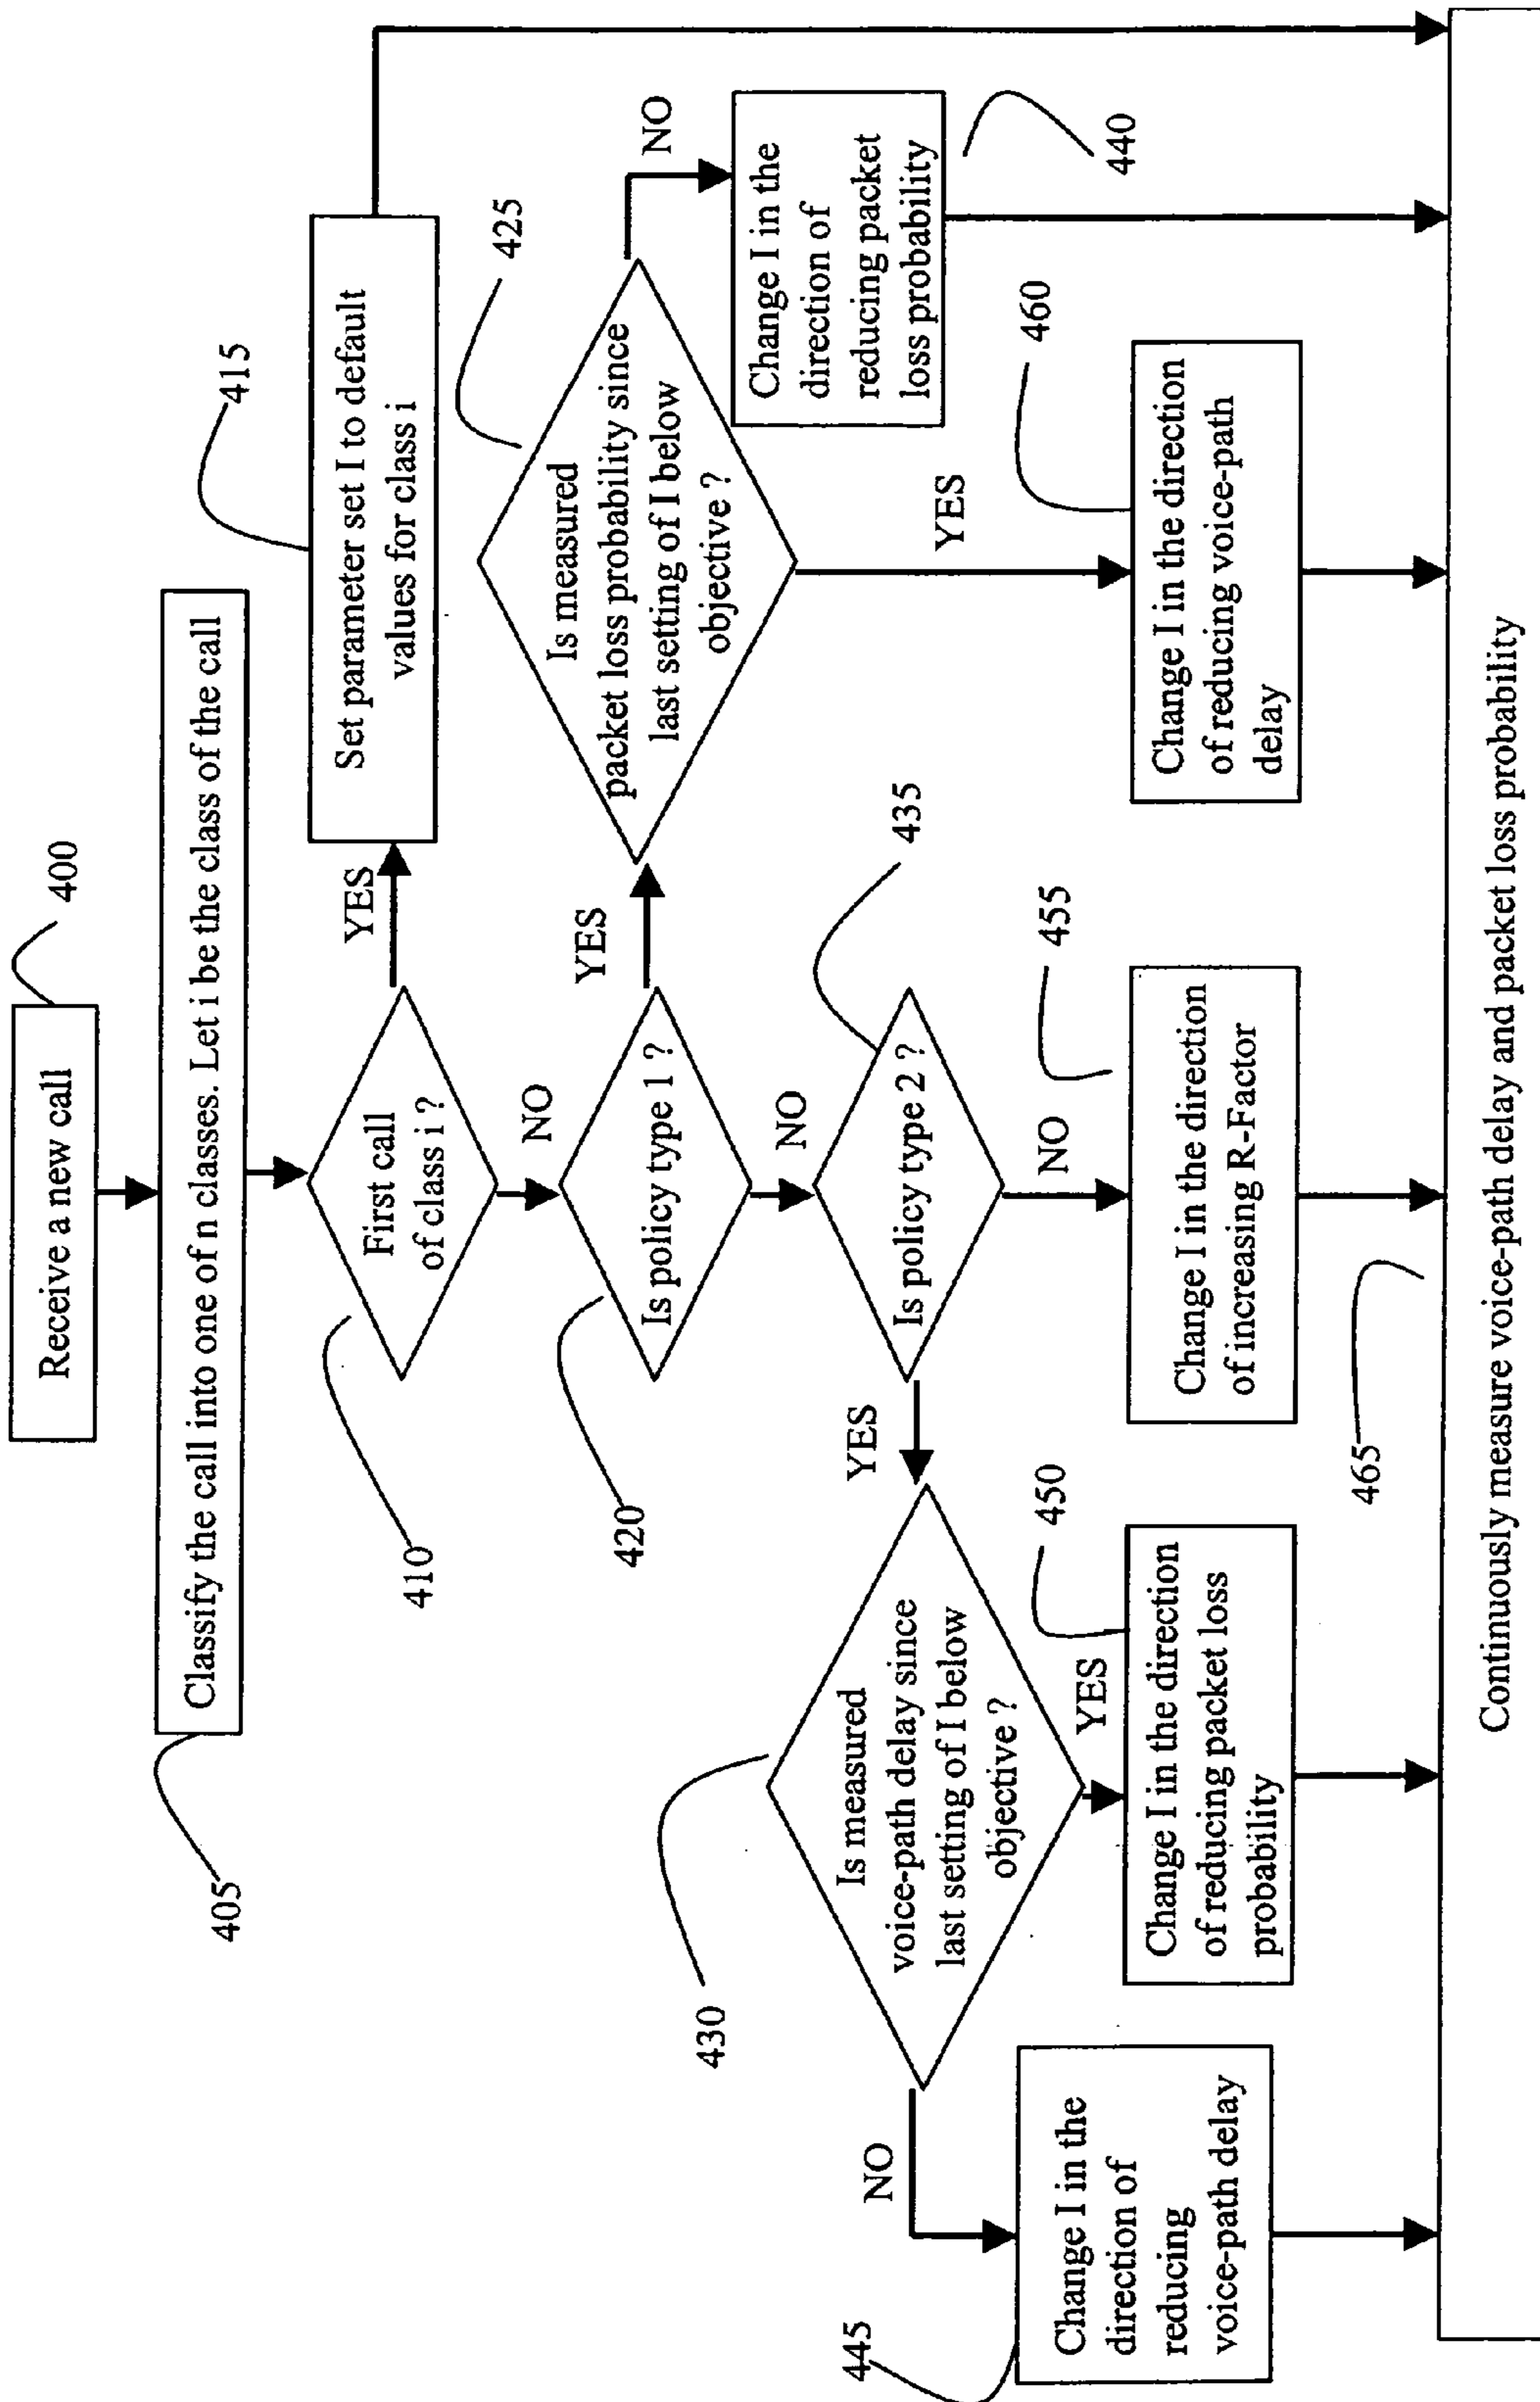 Receive a new call
400
Classify the call into one of n classes. Let i be the class of the call
405
First call
of class i ?
410
YES
Set parameter set I to default
values for class i
415
NO
Is policy type 1 ?
420
YES
Is measured
packet loss probability since
last setting of I below
objective ?
425
NO
Change I in the
direction of
reducing packet
loss probability
440
YES
Change I in the direction
of reducing voice-path
delay
460
NO
Is policy type 2 ?
435
YES
Is measured
voice-path delay since
last setting of I below
objective ?
430
NO
Change I in the
direction of
reducing
voice-path delay
445
YES
Change I in the direction
of reducing packet loss
probability
450
NO
Change I in the direction
of increasing R-Factor
455
465
Continuously measure voice-path delay and packet loss probability